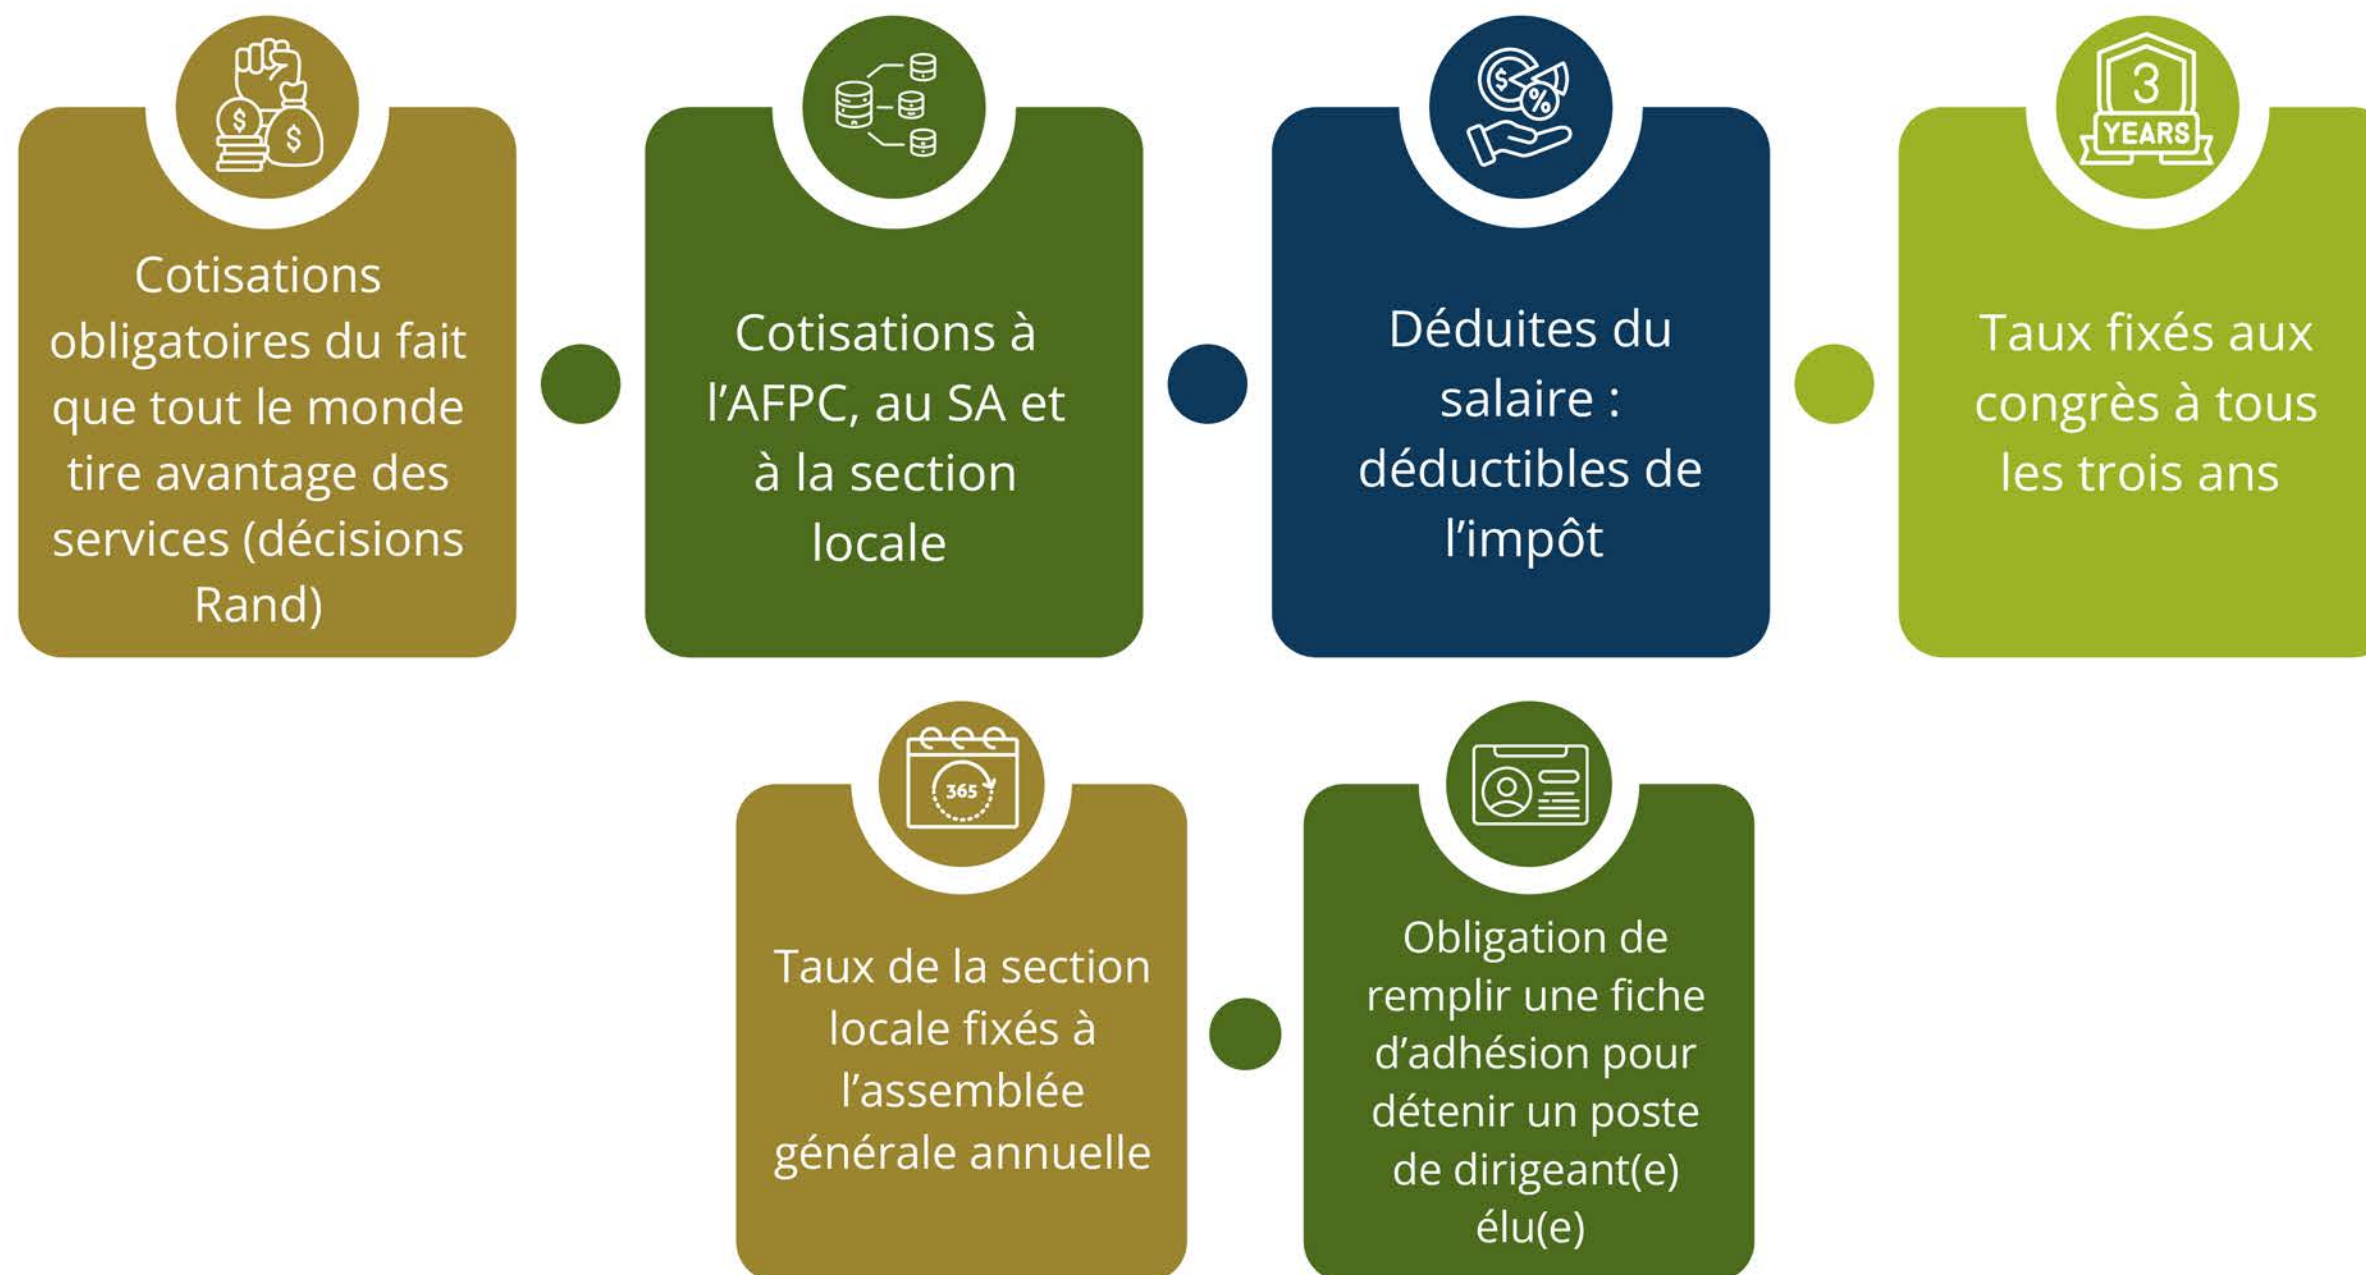 Cotisations
obligatoires du fait
que tout le monde
tire avantage des
services (décisions
Rand)
Cotisations à
l'AFPC, au SA et
à la section
locale
$
%
Déduites du
salaire :
déductibles de
l'impôt
3
YEARS
Taux fixés aux
congrès à tous
les trois ans
365
Taux de la section
locale fixés à
l'assemblée
générale annuelle
Obligation de
remplir une fiche
d'adhésion pour
détenir un poste
de dirigeant(e)
élu(e)